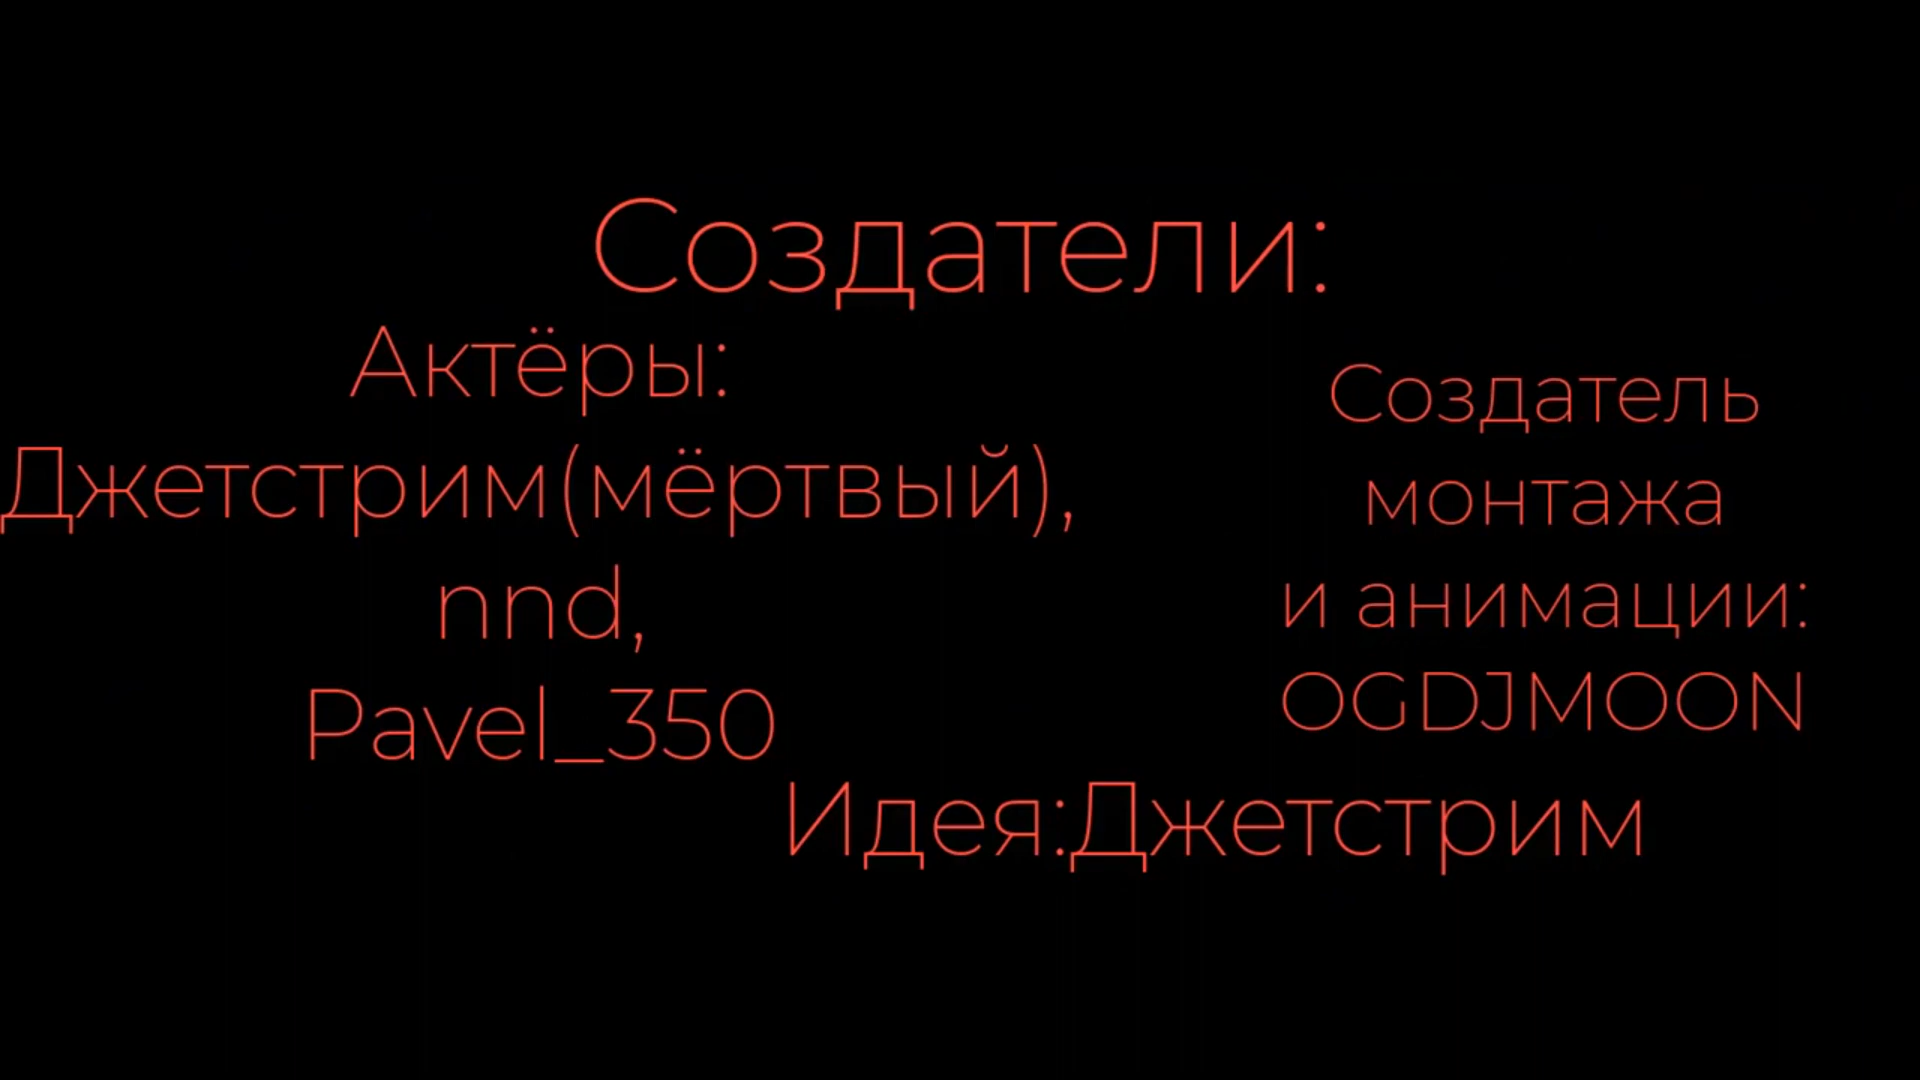 Создатели:
Актёры:
Джетстрим(мёртвый),
nnd,
Pavel_350
Создатель
монтажа
и анимации:
OGDJMOON
Идея:Джетстрим